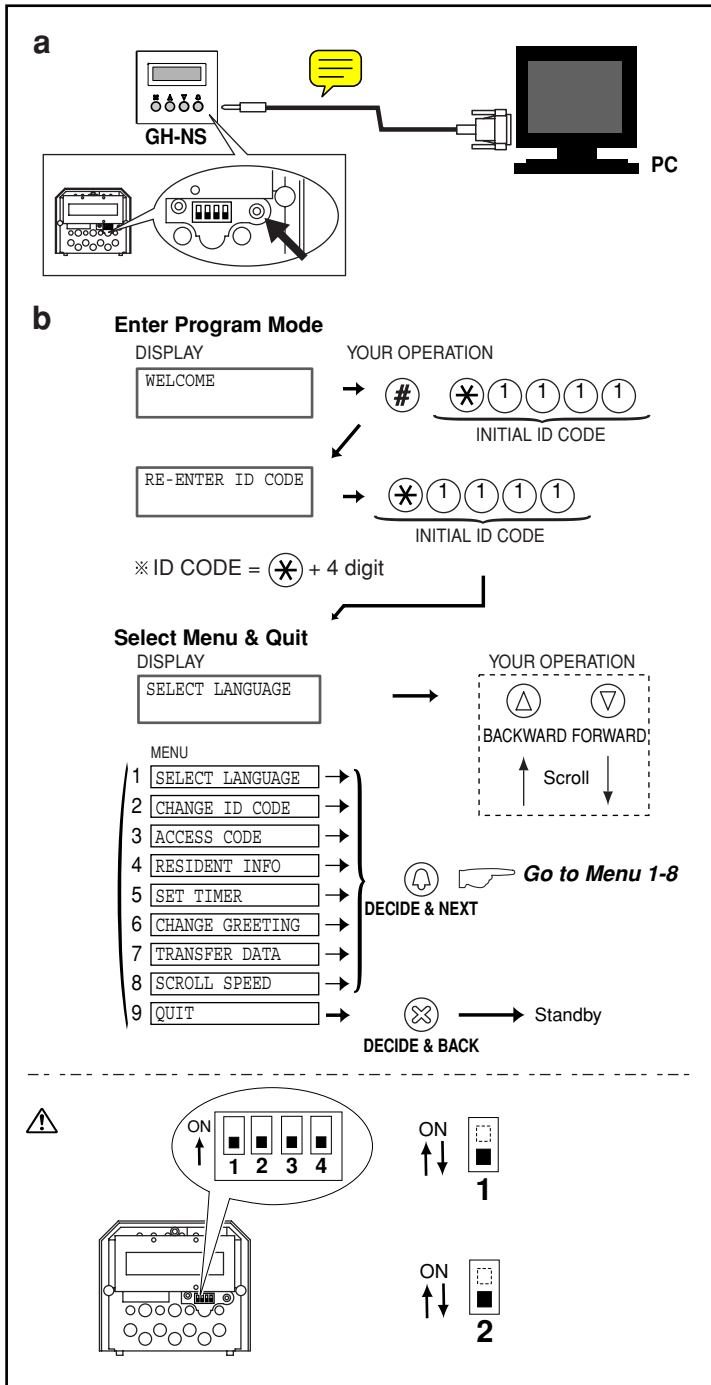 a
GH-NS
PC
b
Enter Program Mode
DISPLAY YOUR OPERATION
WELCOME
# * 1 1 1 1
INITIAL ID CODE
RE-ENTER ID CODE
* 1 1 1 1
INITIAL ID CODE
※ ID CODE = * + 4 digit
Select Menu & Quit
DISPLAY YOUR OPERATION
SELECT LANGUAGE
BACKWARD FORWARD
Scroll
MENU
1 SELECT LANGUAGE
2 CHANGE ID CODE
3 ACCESS CODE
4 RESIDENT INFO
5 SET TIMER
6 CHANGE GREETING
7 TRANSFER DATA
8 SCROLL SPEED
9 QUIT
Go to Menu 1-8
DECIDE & NEXT
Standby
DECIDE & BACK
ON
1 2 3 4
ON
1
ON
2